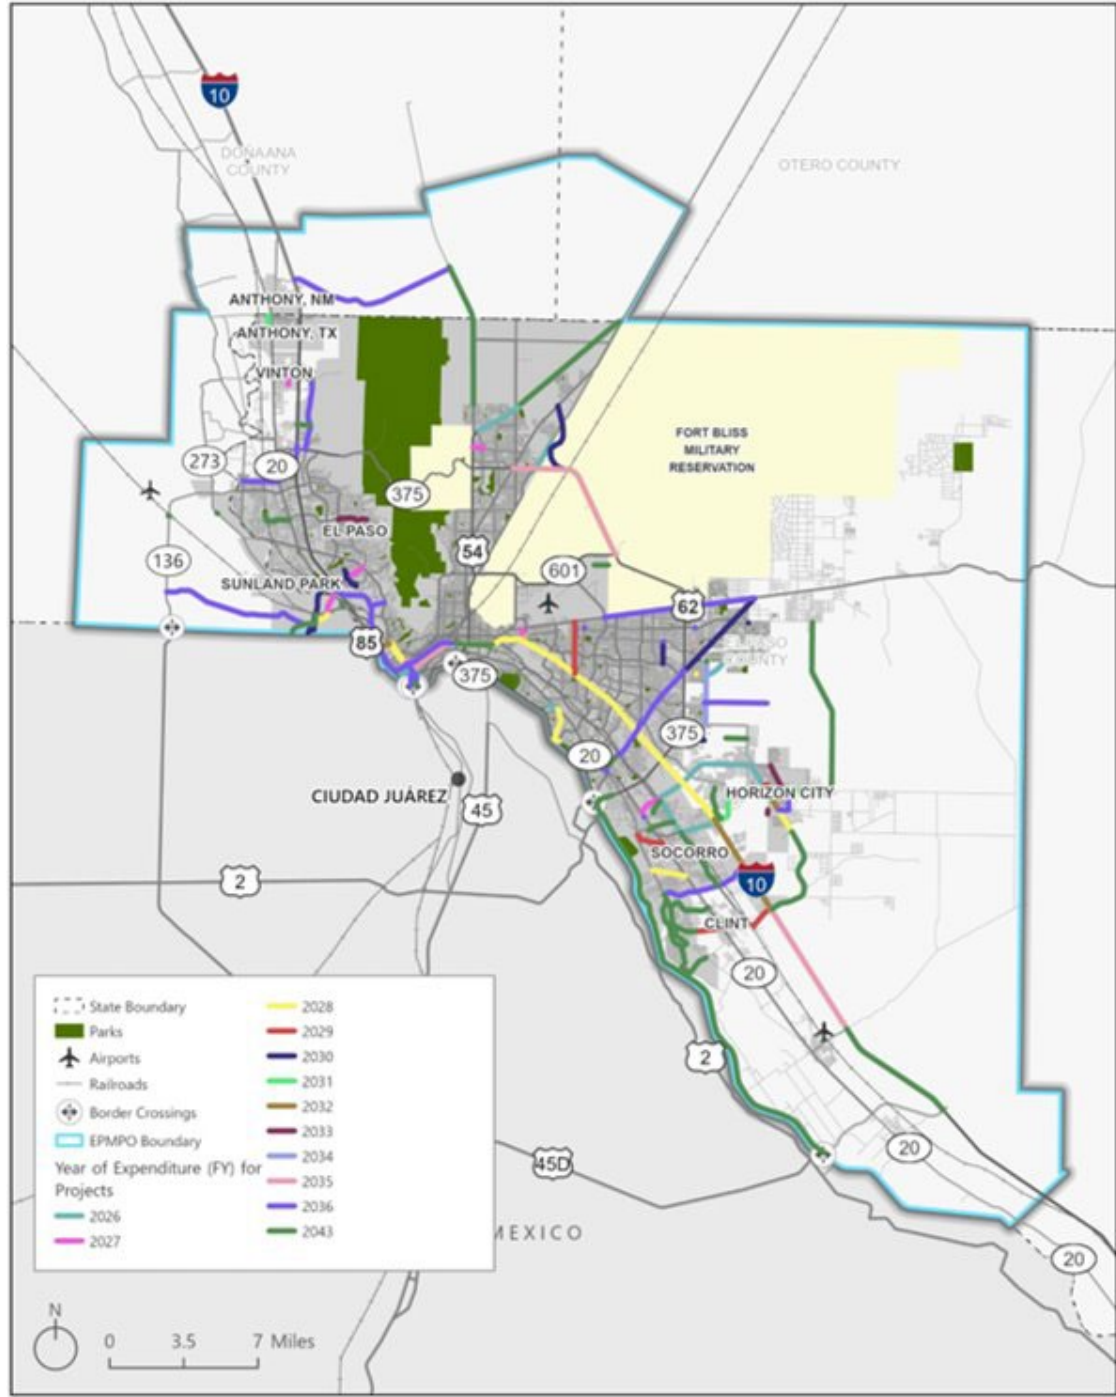 10
DONAANA
COUNTY
OTERO COUNTY
ANTHONY, NM
ANTHONY, TX
VINTON
FORT BLISS
MILITARY
RESERVATION
273
20
375
EL PASO
54
136
601
SUNLAND PARK
62
85
COUNTY
375
375
20
CIUDAD JUÁREZ
HORIZON CITY
45
SOCORRO
2
10
CLINT
20
2
20
45D
MEXICO
20
State Boundary
Parks
Airports
Railroads
Border Crossings
EPMPO Boundary
Year of Expenditure (FY) for
Projects
2026
2027
2028
2029
2030
2031
2032
2033
2034
2035
2036
2043
N
0 3.5 7 Miles